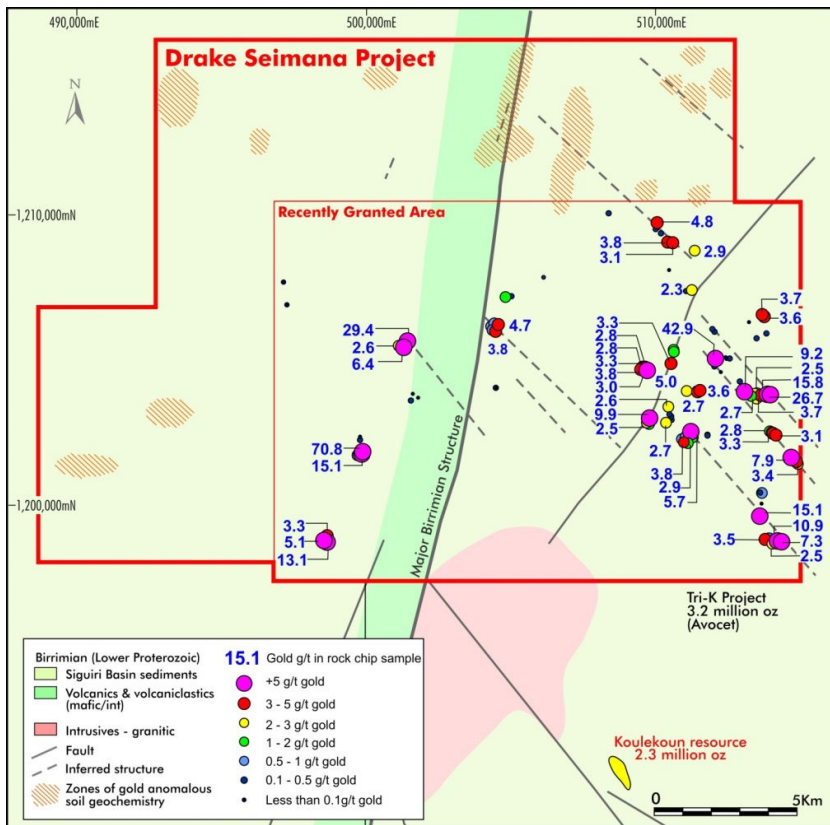 490,000mE
500,000mE
510,000mE
Drake Seimana Project
N
1,210,000mN
Recently Granted Area
4.8
3.8
3.1
2.9
2.3
3.7
3.6
42.9
29.4
2.6
6.4
4.7
3.8
3.3
2.8
2.8
3.3
3.8
3.0
5.0
9.2
2.5
15.8
26.7
3.7
3.6
2.7
2.7
2.6
9.9
2.5
2.7
2.8
3.3
3.1
70.8
15.1
3.8
2.9
5.7
7.9
3.4
1,200,000mN
Major Birrimian Structure
3.3
5.1
13.1
15.1
10.9
3.5
7.3
2.5
Tri-K Project
3.2 million oz
(Avocet)
Birrimian (Lower Proterozoic)
Siguiri Basin sediments
Volcanics & volcaniclastics
(mafic/int)
Intrusives - granitic
Fault
Inferred structure
Zones of gold anomalous
soil geochemistry
15.1 Gold g/t in rock chip sample
+5 g/t gold
3 - 5 g/t gold
2 - 3 g/t gold
1 - 2 g/t gold
0.5 - 1 g/t gold
0.1 - 0.5 g/t gold
Less than 0.1g/t gold
Koulekoun resource
2.3 million oz
0
5Km